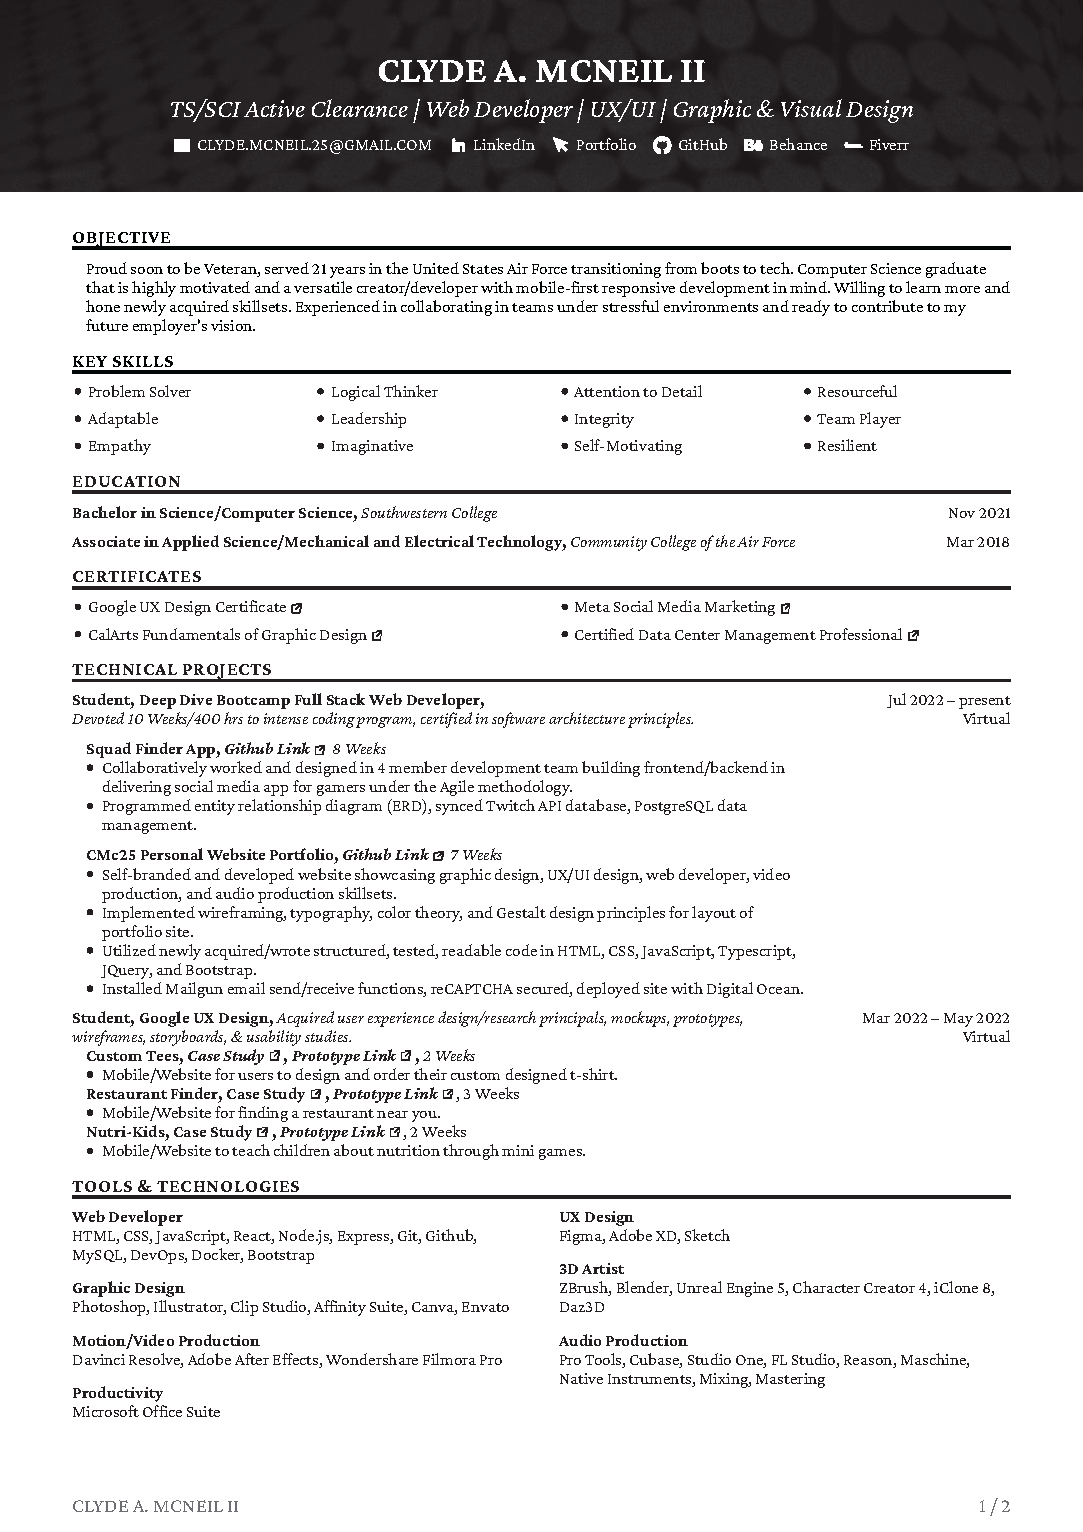 CLYDE A. MCNEIL II
TS/SCI Active Clearance | Web Developer | UX/UI | Graphic & Visual Design
CLYDE.MCNEIL.25@GMAIL.COM LinkedIn Portfolio GitHub Behance Fiverr
OBJECTIVE
Proud soon to be Veteran, served 21 years in the United States Air Force transitioning from boots to tech. Computer Science graduate
that is highly motivated and a versatile creator/developer with mobile-first responsive development in mind. Willing to learn more and
hone newly acquired skillsets. Experienced in collaborating in teams under stressful environments and ready to contribute to my
future employer's vision.
KEY SKILLS
• Problem Solver • Logical Thinker • Attention to Detail • Resourceful
• Adaptable • Leadership • Integrity • Team Player
• Empathy • Imaginative • Self-Motivating • Resilient
EDUCATION
Bachelor in Science/Computer Science, Southwestern College Nov 2021
Associate in Applied Science/Mechanical and Electrical Technology, Community College of the Air Force Mar 2018
CERTIFICATES
• Google UX Design Certificate • Meta Social Media Marketing
• CalArts Fundamentals of Graphic Design • Certified Data Center Management Professional
TECHNICAL PROJECTS
Student, Deep Dive Bootcamp Full Stack Web Developer, Jul 2022 – present
Devoted 10 Weeks/400 hrs to intense coding program, certified in software architecture principles. Virtual
Squad Finder App, Github Link 8 Weeks
• Collaboratively worked and designed in 4 member development team building frontend/backend in
delivering social media app for gamers under the Agile methodology.
• Programmed entity relationship diagram (ERD), synced Twitch API database, PostgreSQL data
management.
CMc25 Personal Website Portfolio, Github Link 7 Weeks
• Self-branded and developed website showcasing graphic design, UX/UI design, web developer, video
production, and audio production skillsets.
• Implemented wireframing, typography, color theory, and Gestalt design principles for layout of
portfolio site.
• Utilized newly acquired/wrote structured, tested, readable code in HTML, CSS, JavaScript, Typescript,
JQuery, and Bootstrap.
• Installed Mailgun email send/receive functions, reCAPTCHA secured, deployed site with Digital Ocean.
Student, Google UX Design, Acquired user experience design/research principals, mockups, prototypes, Mar 2022 – May 2022
wireframes, storyboards, & usability studies. Virtual
Custom Tees, Case Study , Prototype Link , 2 Weeks
• Mobile/Website for users to design and order their custom designed t-shirt.
Restaurant Finder, Case Study , Prototype Link , 3 Weeks
• Mobile/Website for finding a restaurant near you.
Nutri-Kids, Case Study , Prototype Link , 2 Weeks
• Mobile/Website to teach children about nutrition through mini games.
TOOLS & TECHNOLOGIES
Web Developer
HTML, CSS, JavaScript, React, Node.js, Express, Git, Github,
MySQL, DevOps, Docker, Bootstrap
Graphic Design
Photoshop, Illustrator, Clip Studio, Affinity Suite, Canva, Envato
Motion/Video Production
Davinci Resolve, Adobe After Effects, Wondershare Filmora Pro
Productivity
Microsoft Office Suite
UX Design
Figma, Adobe XD, Sketch
3D Artist
ZBrush, Blender, Unreal Engine 5, Character Creator 4, iClone 8,
Daz3D
Audio Production
Pro Tools, Cubase, Studio One, FL Studio, Reason, Maschine,
Native Instruments, Mixing, Mastering
CLYDE A. MCNEIL II 1 / 2